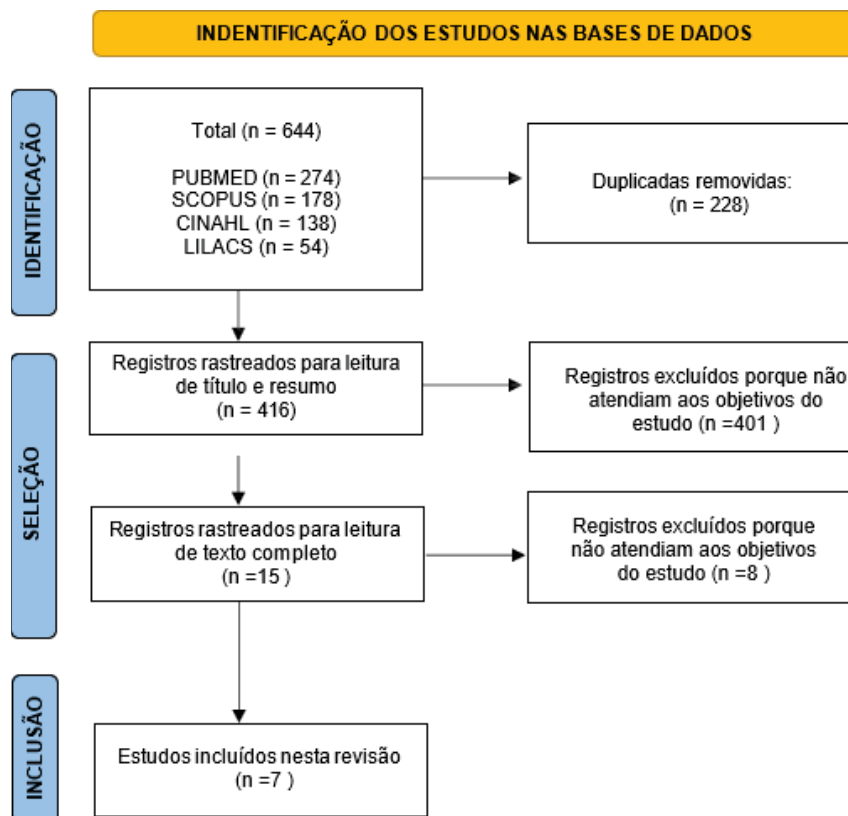 INDENTIFICAÇÃO DOS ESTUDOS NAS BASES DE DADOS
IDENTIFICAÇÃO
Total (n = 644)
PUBMED (n = 274)
SCOPUS (n = 178)
CINAHL (n = 138)
LILACS (n = 54)
Duplicadas removidas:
(n = 228)
SELEÇÃO
Registros rastreados para leitura
de título e resumo
(n = 416)
Registros excluídos porque não
atendiam aos objetivos do
estudo (n =401 )
Registros rastreados para leitura
de texto completo
(n =15 )
Registros excluídos porque
não atendiam aos objetivos
do estudo (n =8 )
INCLUSÃO
Estudos incluídos nesta revisão
(n =7 )